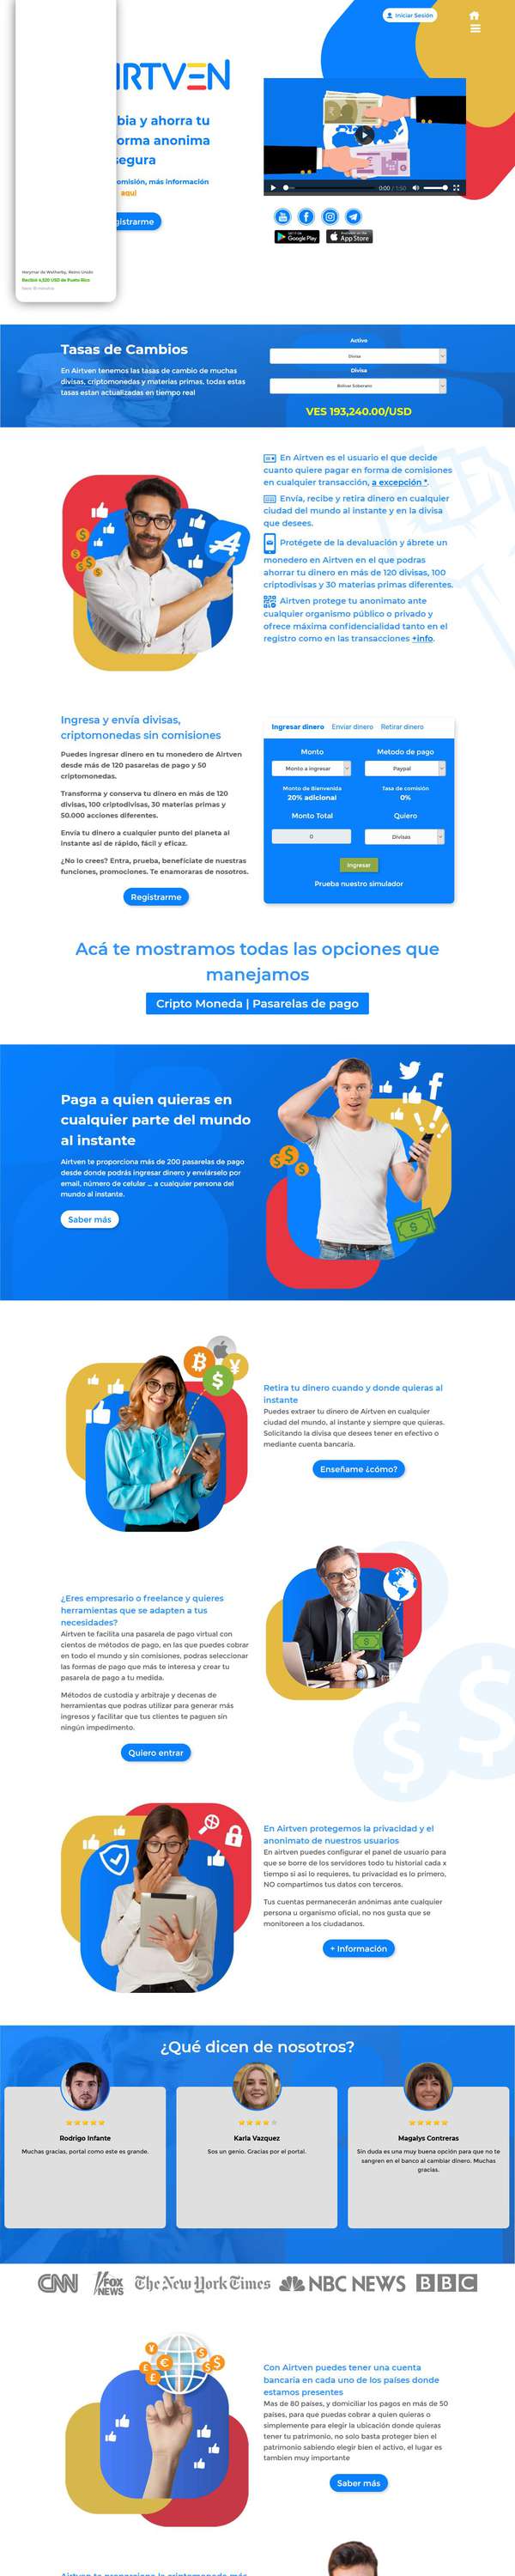 Iniciar Sesión
IRTVEN
bia y ahorra tu
orma anonima
segura
omisión, más información
aqui
gistrarme
0:00 / 1:50
Google Play
App Store
Recibió 4,520 USD de Puerto Rico
Tasas de Cambios
En Airtven tenemos las tasas de cambio de muchas
divisas, criptomonedas y materias primas, todas estas
tasas estan actualizadas en tiempo real
Activo
Divisa
Divisa
Bolívar Soberano
VES 193,240.00/USD
En Airtven es el usuario el que decide
cuanto quiere pagar en forma de comisiones
en cualquier transacción, a excepción *.
Envía, recibe y retira dinero en cualquier
ciudad del mundo al instante y en la divisa
que desees.
Protégete de la devaluación y ábrete un
monedero en Airtven en el que podras
ahorrar tu dinero en más de 120 divisas, 100
criptodivisas y 30 materias primas diferentes.
Airtven protege tu anonimato ante
cualquier organismo público o privado y
ofrece máxima confidencialidad tanto en el
registro como en las transacciones +info.
Ingresa y envía divisas,
criptomonedas sin comisiones
Puedes ingresar dinero en tu monedero de Airtven
desde más de 120 pasarelas de pago y 50
criptomonedas.
Transforma y conserva tu dinero en más de 120
divisas, 100 criptodivisas, 30 materias primas y
50.000 acciones diferentes.
Envía tu dinero a cualquier punto del planeta al
instante así de rápido, fácil y eficaz.
¿No lo crees? Entra, prueba, beneficiate de nuestras
funciones, promociones. Te enamoraras de nosotros.
Registrarme
Ingresar dinero Enviar dinero Retirar dinero
Monto Metodo de pago
Monto a ingresar Paypal
Monto de Bienvenida Tasa de comisión
20% adicional 0%
Monto Total Quiero
0 Divisas
Ingresar
Prueba nuestro simulador
Acá te mostramos todas las opciones que
manejamos
Cripto Moneda | Pasarelas de pago
Paga a quien quieras en
cualquier parte del mundo
al instante
Airtven te proporciona más de 200 pasarelas de pago
desde donde podrás ingresar dinero y enviárselo por
email, número de celular ... a cualquier persona del
mundo al instante.
Saber más
Retira tu dinero cuando y donde quieras al
instante
Puedes extraer tu dinero de Airtven en cualquier
ciudad del mundo, al instante y siempre que quieras.
Solicitando la divisa que desees tener en efectivo o
mediante cuenta bancaria.
Enseñame ¿cómo?
¿Eres empresario o freelance y quieres
herramientas que se adapten a tus
necesidades?
Airtven te facilita una pasarela de pago virtual con
cientos de métodos de pago, en las que puedes cobrar
en todo el mundo y sin comisiones, podras seleccionar
las formas de pago que más te interesa y crear tu
pasarela de pago a tu medida.
Métodos de custodia y arbitraje y decenas de
herramientas que podras utilizar para generar más
ingresos y facilitar que tus clientes te paguen sin
ningún impedimento.
Quiero entrar
En Airtven protegemos la privacidad y el
anonimato de nuestros usuarios
En airtven puedes configurar el panel de usuario para
que se borre de los servidores todo tu historial cada x
tiempo si asi lo requieres, tu privacidad es lo primero,
NO compartimos tus datos con terceros.
Tus cuentas permanecerán anónimas ante cualquier
persona u organismo oficial, no nos gusta que se
monitoreen a los ciudadanos.
+ Información
¿Qué dicen de nosotros?
Rodrigo Infante
Muchas gracias, portal como este es grande.
Karla Vazquez
Sos un genio. Gracias por el portal.
Magalys Contreras
Sin duda es una muy buena opción para que no te
sangren en el banco al cambiar dinero. Muchas
gracias.
CNN FOX NEWS The New York Times NBC NEWS BBC
Con Airtven puedes tener una cuenta
bancaria en cada uno de los países donde
estamos presentes
Mas de 80 países, y domiciliar los pagos en más de 50
países, para que puedas cobrar a quien quieras o
simplemente para elegir la ubicación donde quieras
tener tu patrimonio, no solo basta proteger bien el
patrimonio sabiendo elegir bien el activo, el lugar es
tambien muy importante
Saber más